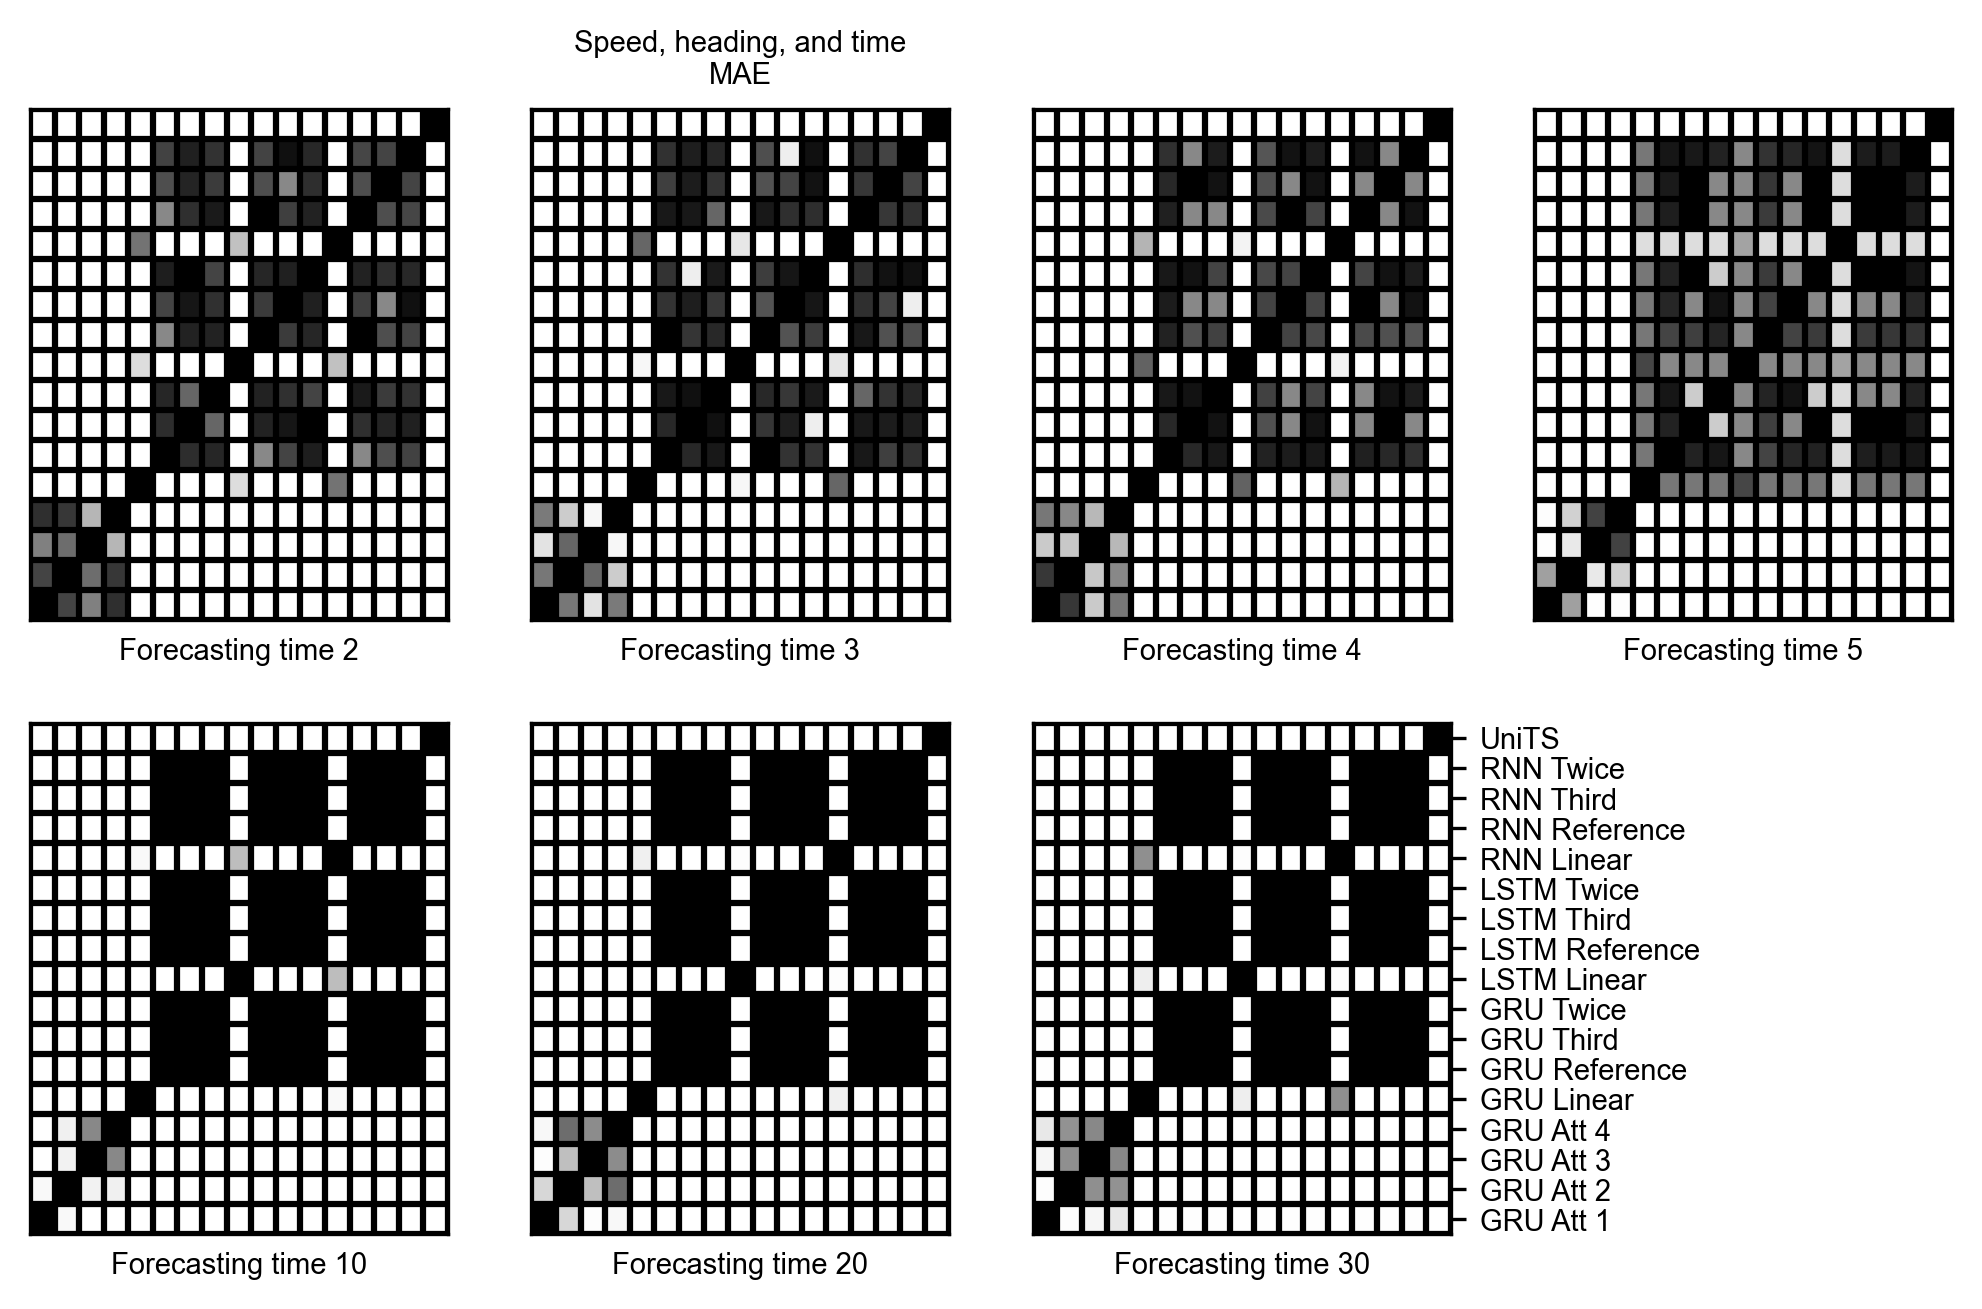 Speed, heading, and time
MAE
Forecasting time 2
Forecasting time 3
Forecasting time 4
Forecasting time 5
UniTS
RNN Twice
RNN Third
RNN Reference
RNN Linear
LSTM Twice
LSTM Third
LSTM Reference
LSTM Linear
GRU Twice
GRU Third
GRU Reference
GRU Linear
GRU Att 4
GRU Att 3
GRU Att 2
GRU Att 1
Forecasting time 10
Forecasting time 20
Forecasting time 30